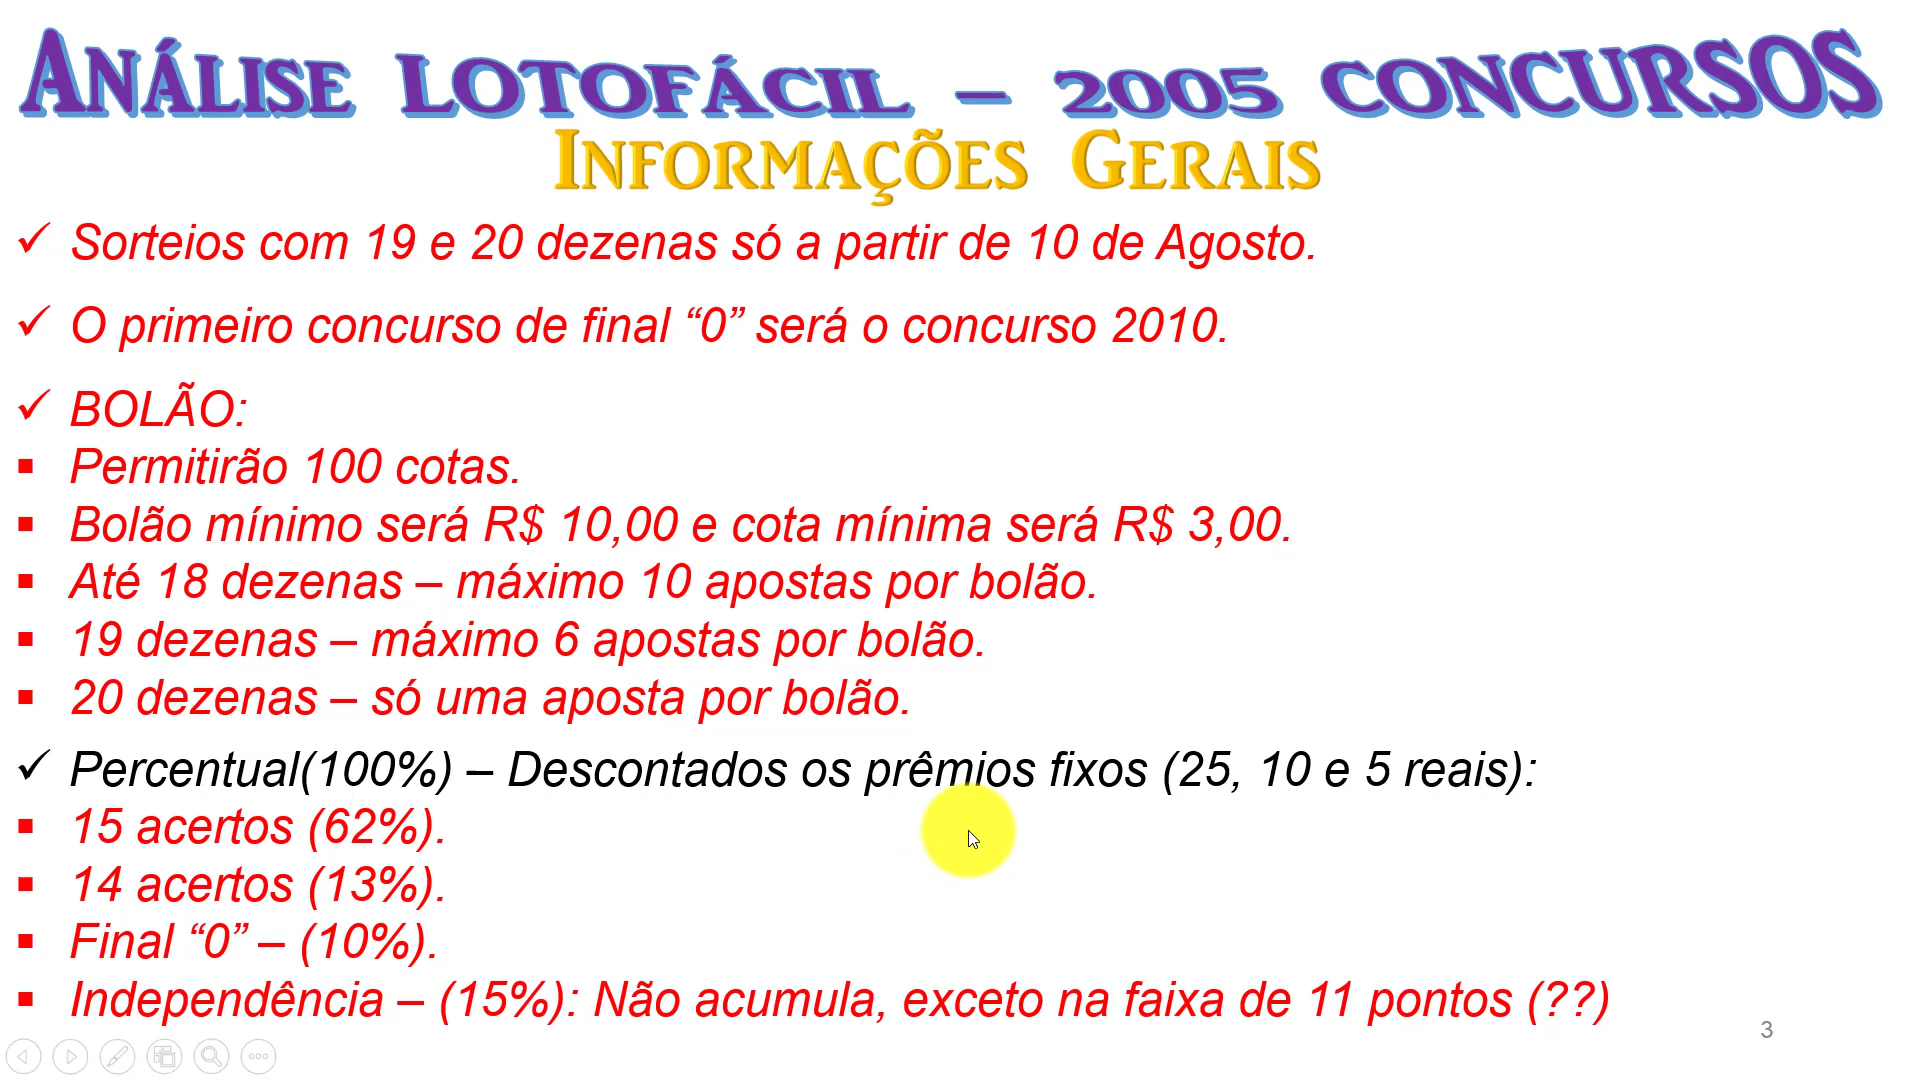 ANÁLISE LOTOFÁCIL – 2005 CONCURSOS
INFORMAÇÕES GERAIS
✓ Sorteios com 19 e 20 dezenas só a partir de 10 de Agosto.
✓ O primeiro concurso de final “0” será o concurso 2010.
✓ BOLÃO:
▪ Permitirão 100 cotas.
▪ Bolão mínimo será R$ 10,00 e cota mínima será R$ 3,00.
▪ Até 18 dezenas – máximo 10 apostas por bolão.
▪ 19 dezenas – máximo 6 apostas por bolão.
▪ 20 dezenas – só uma aposta por bolão.
✓ Percentual(100%) – Descontados os prêmios fixos (25, 10 e 5 reais):
▪ 15 acertos (62%).
▪ 14 acertos (13%).
▪ Final “0” – (10%).
▪ Independência – (15%): Não acumula, exceto na faixa de 11 pontos (??)
3